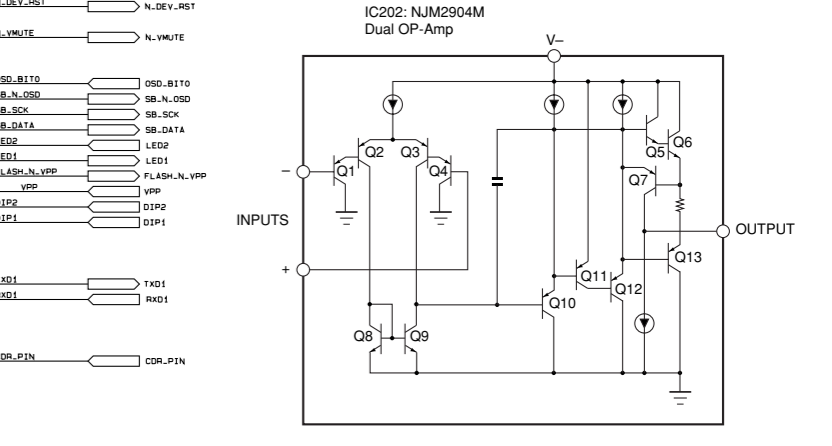 N_DEV_RST
N_VMUTE
OSD_BIT0
SB_N_OSD
SB_SCK
SB_DATA
LED2
LED1
FLASH_N_VPP
VPP
VPP
DIP2
DIP1
TXD1
RXD1
CDR_PIN
IC202: NJM2904M
Dual OP-Amp
V–
Q5
Q6
Q2
Q3
Q1
Q4
Q7
–
INPUTS
OUTPUT
+
Q13
Q11
Q12
Q10
Q8
Q9